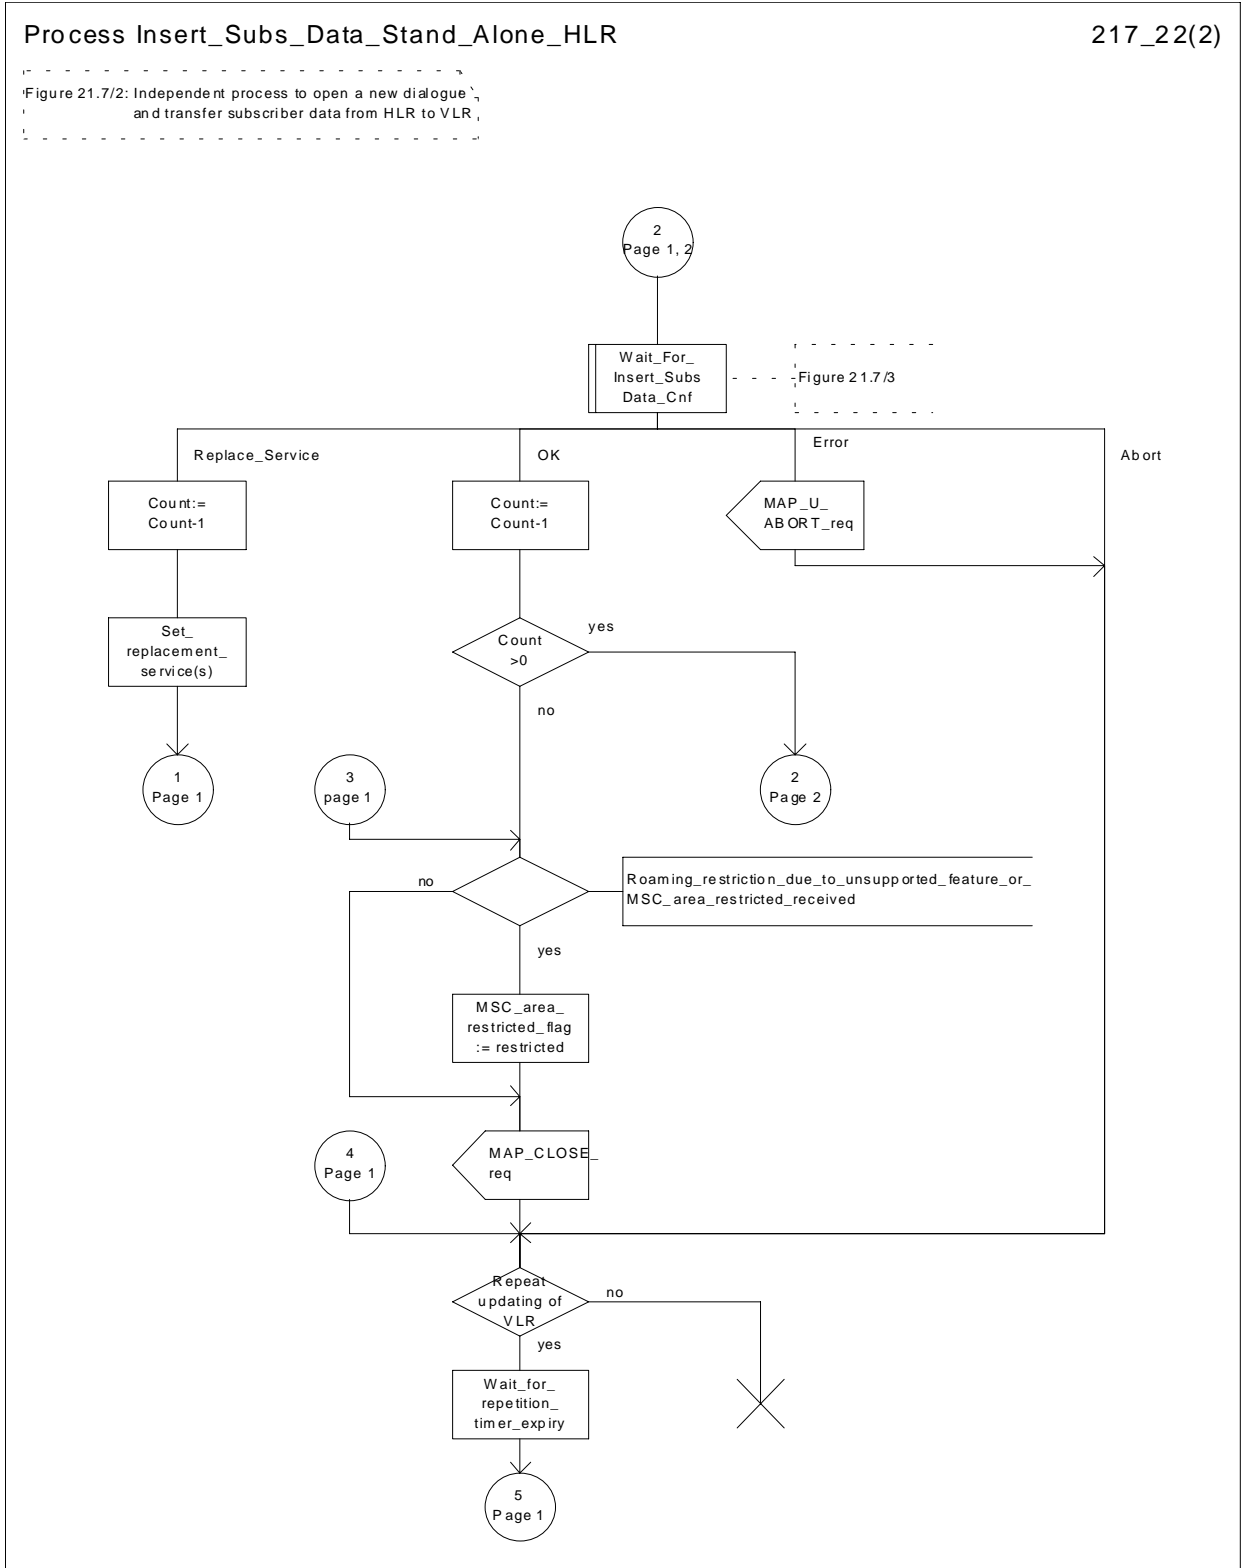 Process Insert_Subs_Data_Stand_Alone_HLR
217_22(2)
Figure 21.7/2: Independent process to open a new dialogue
and transfer subscriber data from HLR to VLR
2
Page 1, 2
Wait_For_
Insert_Subs
Data_Cnf
Figure 21.7/3
Replace_Service
OK
Error
Abort
Count:=
Count-1
Count:=
Count-1
MAP_U_
ABORT_req
Set_
replacement_
service(s)
Count
>0
yes
no
1
Page 1
3
page 1
2
Page 2
no
Roaming_restriction_due_to_unsupported_feature_or_
MSC_area_restricted_received
yes
MSC_area_
restricted_flag
:= restricted
4
Page 1
MAP_CLOSE_
req
Repeat
updating of
VLR
no
yes
Wait_for_
repetition_
timer_expiry
5
Page 1